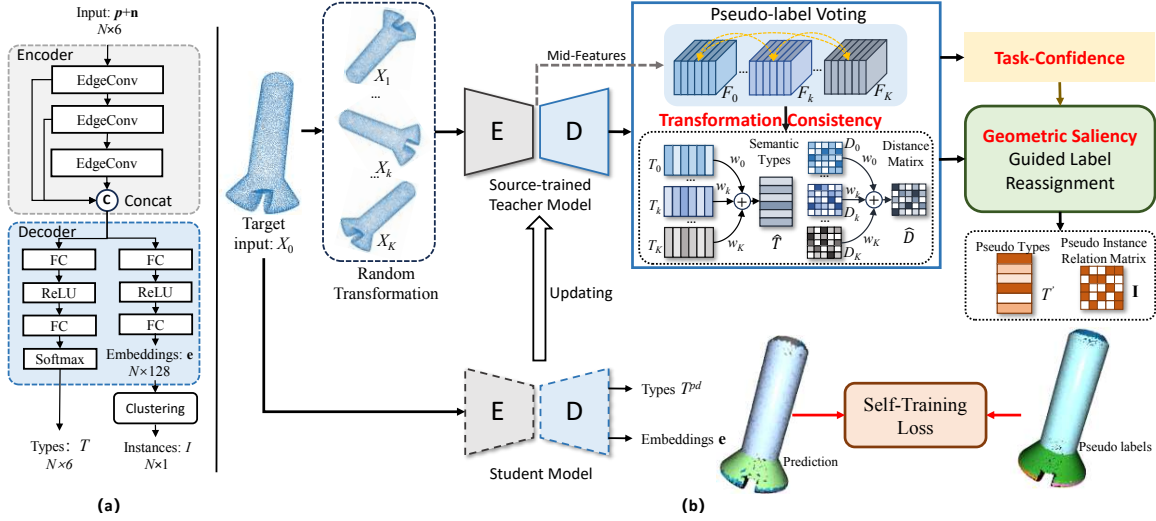 Input: p+n
N×6
Encoder
EdgeConv
EdgeConv
EdgeConv
C
Concat
Decoder
FC
FC
ReLU
ReLU
FC
FC
Softmax
Embeddings: e
N×128
Clustering
Types: T
N×6
Instances: I
N×1
(a)
Target
input: X0
X1
...
Xk
...
XK
Random
Transformation
E
D
Mid-Features
Source-trained
Teacher Model
Updating
E
D
Student Model
Types T^pd
Embeddings e
Pseudo-label Voting
F0
...
Fk
...
FK
Transformation Consistency
T0
...
Tk
...
TK
w0
wk
wK
Semantic
Types
T̂
D0
...
Dk
...
DK
w0
wk
wK
Distance
Matirx
D̂
Task-Confidence
Geometric Saliency
Guided Label
Reassignment
Pseudo Types
T′
Pseudo Instance
Relation Matrix
I
Prediction
Self-Training
Loss
Pseudo labels
(b)